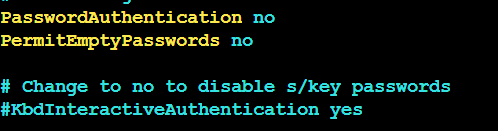 PasswordAuthentication no
PermitEmptyPasswords no
# Change to no to disable s/key passwords
#KbdInteractiveAuthentication yes